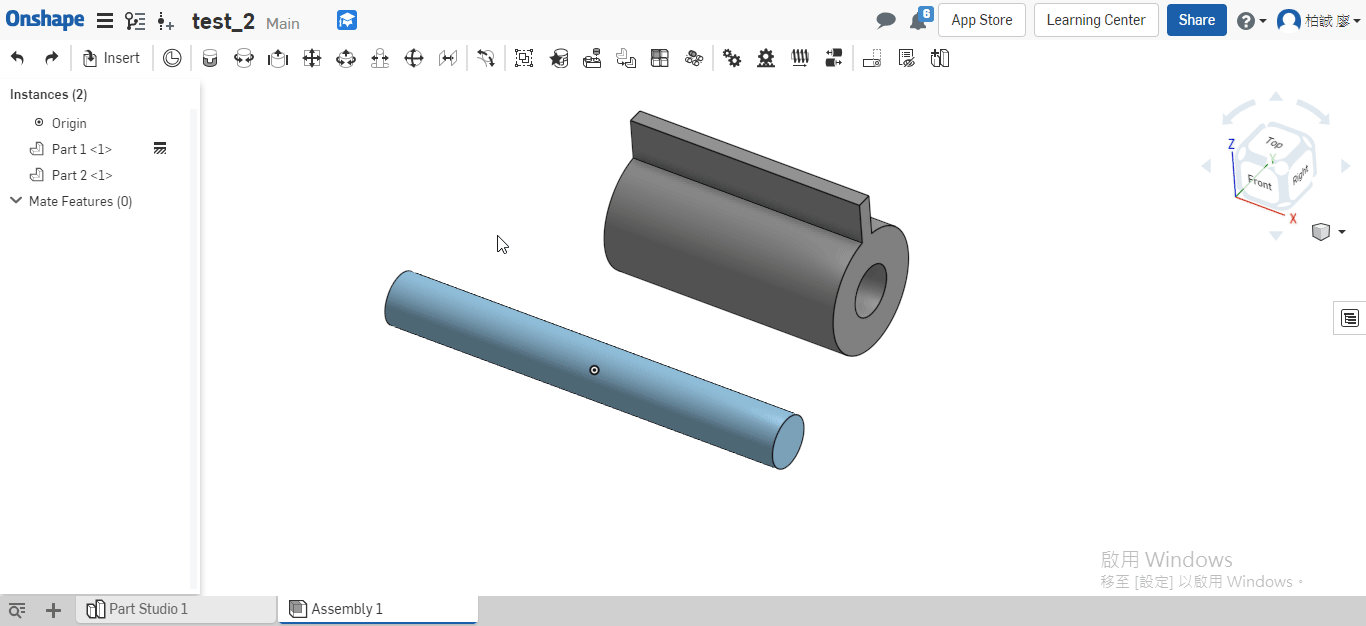 Onshape
test_2 Main
6
App Store
Learning Center
Share
柏誠 廖
Insert
Instances (2)
Origin
Part 1 <1>
Part 2 <1>
Mate Features (0)
Z
Top
Y
Front
Right
X
啟用 Windows
移至 [設定] 以啟用 Windows。
Part Studio 1
Assembly 1